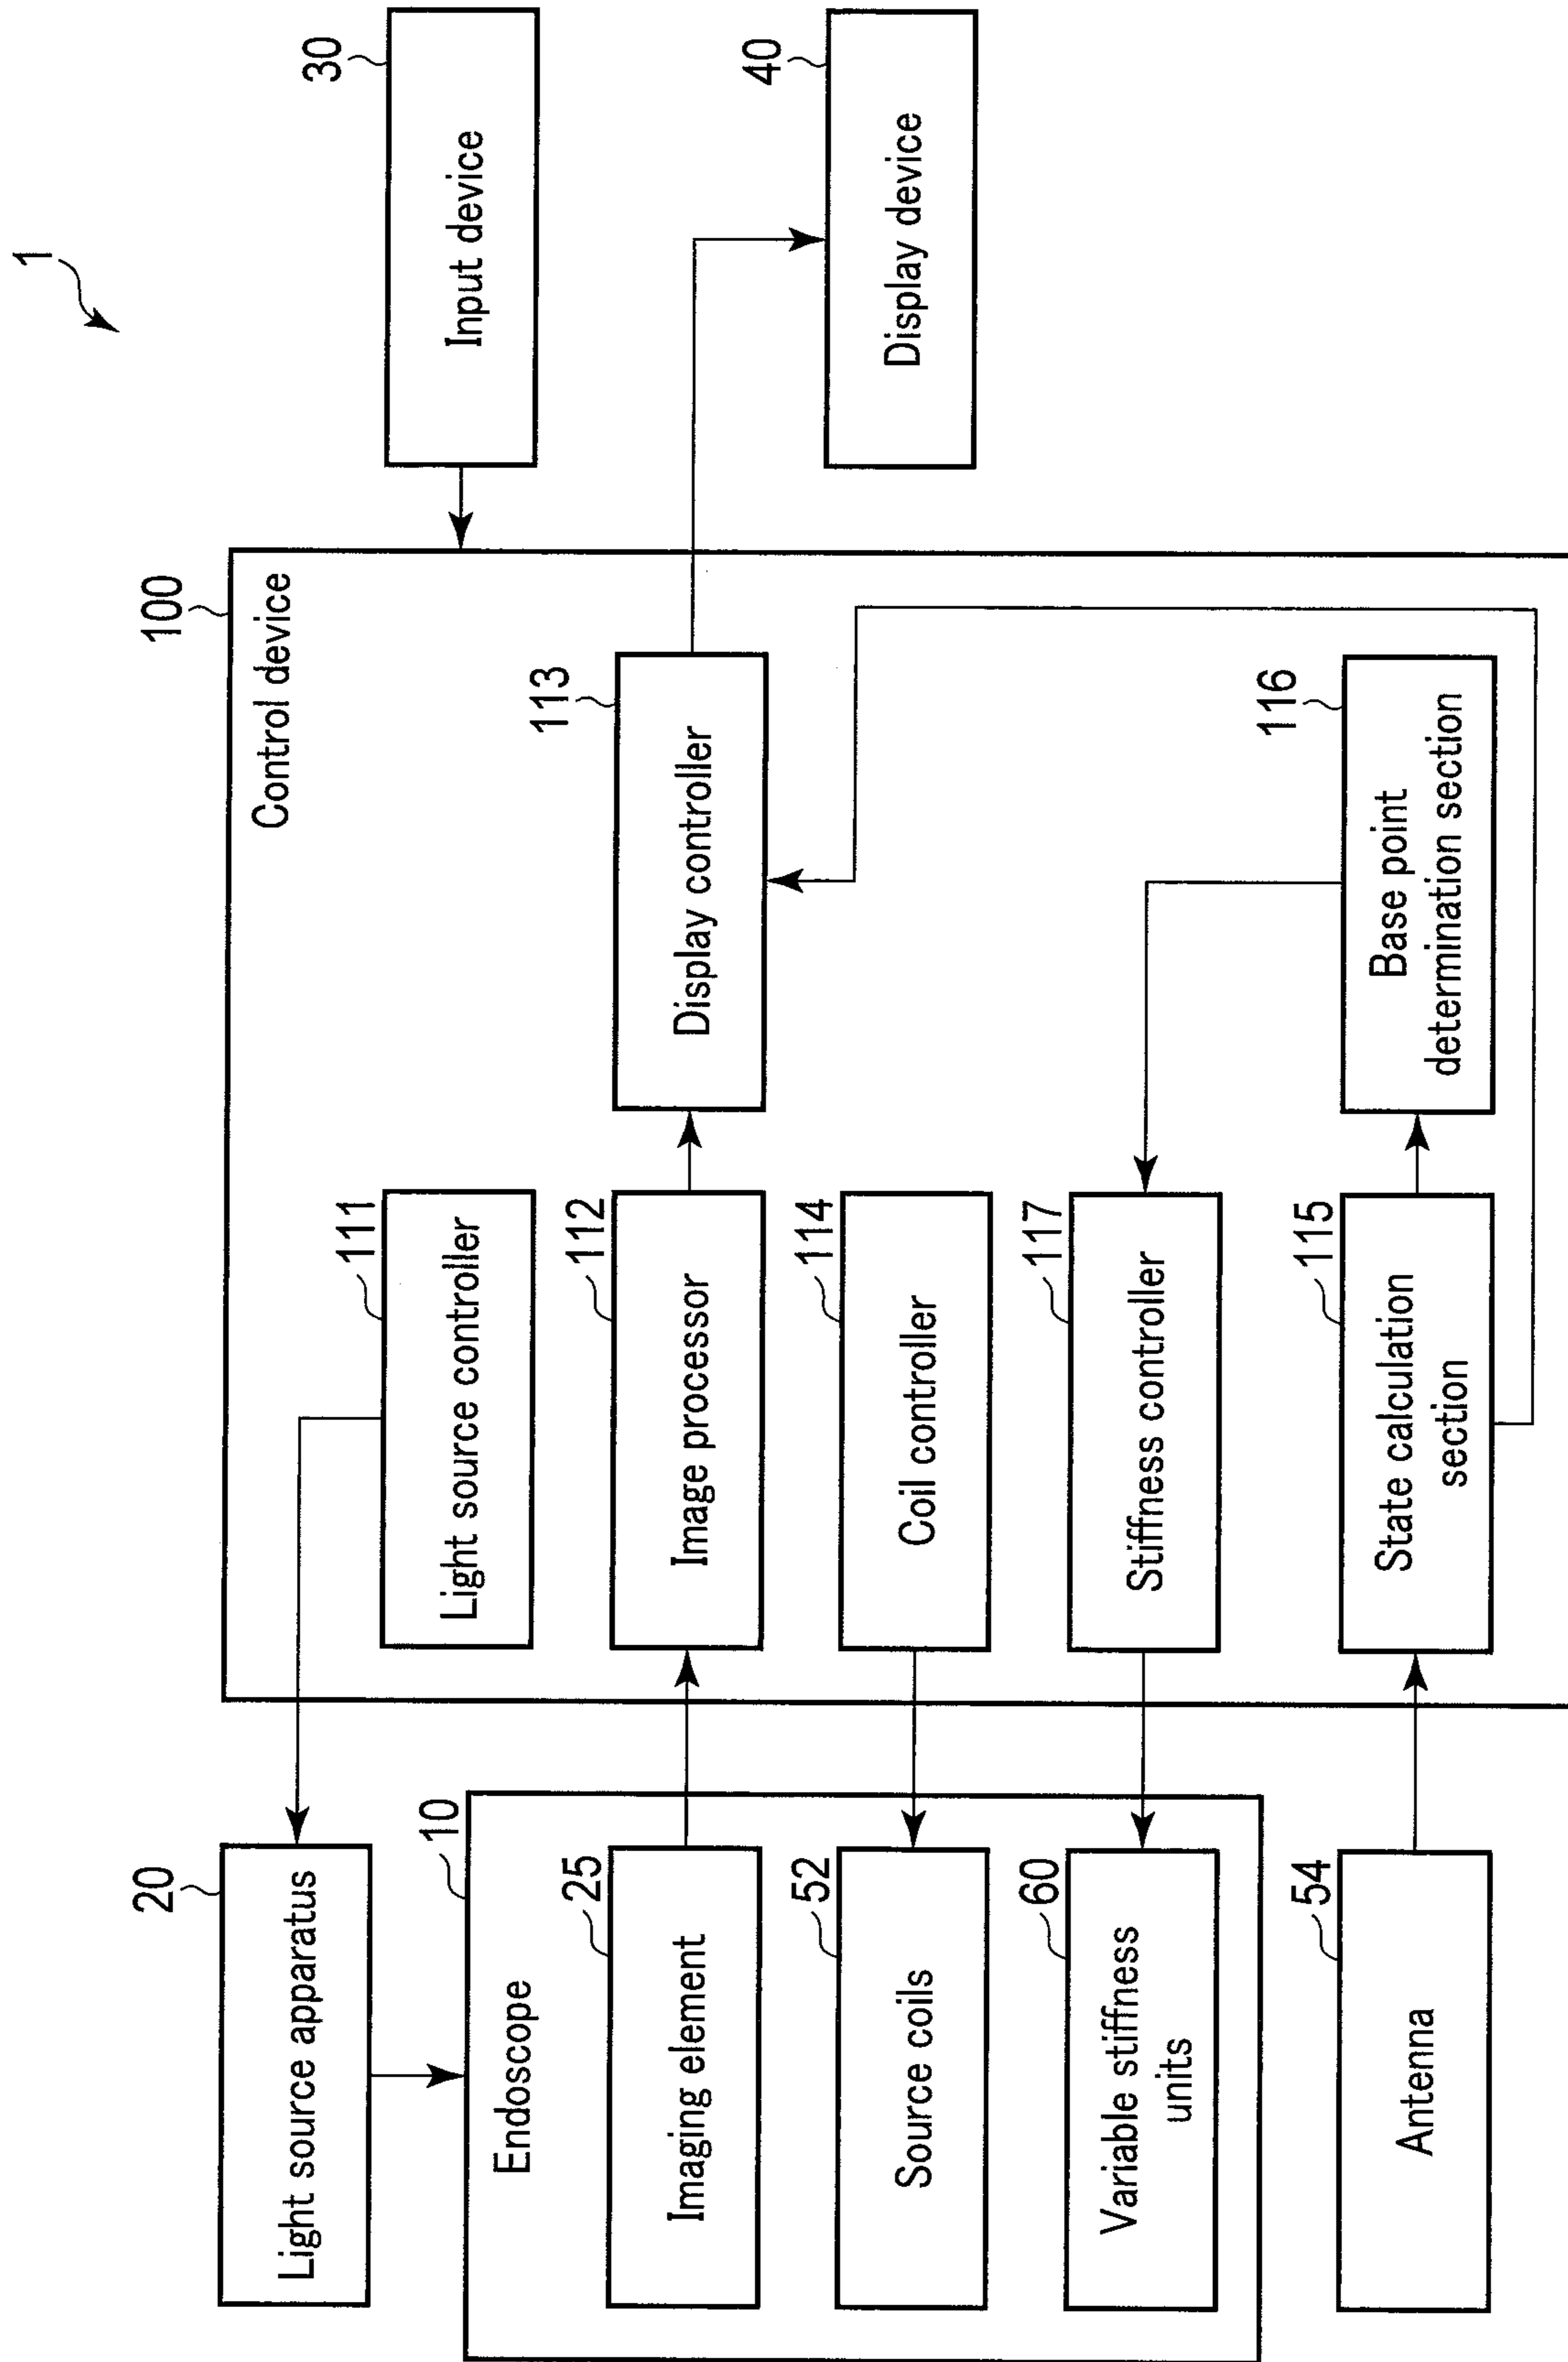 1
20
Light source apparatus
10
Endoscope
25
Imaging element
52
Source coils
60
Variable stiffness
units
54
Antenna
100
Control device
111
Light source controller
112
Image processor
113
Display controller
114
Coil controller
117
Stiffness controller
115
State calculation
section
116
Base point
determination section
30
Input device
40
Display device